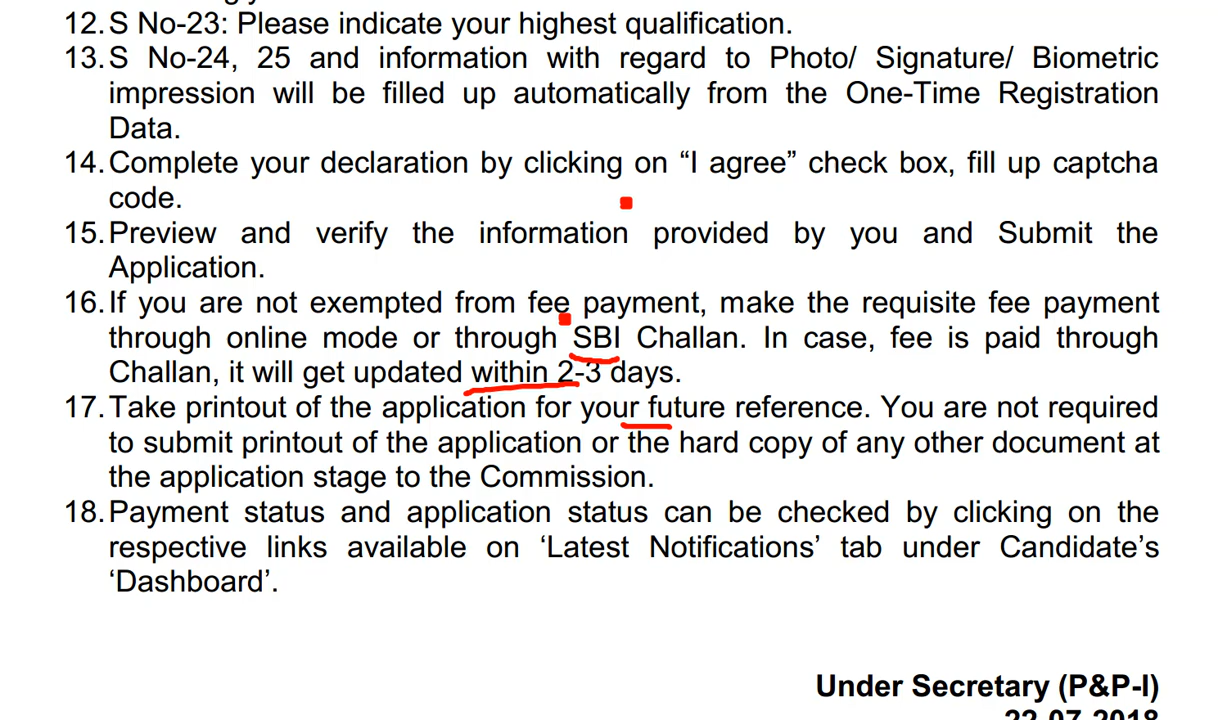 12. S No-23: Please indicate your highest qualification.
13. S No-24, 25 and information with regard to Photo/ Signature/ Biometric
impression will be filled up automatically from the One-Time Registration
Data.
14. Complete your declaration by clicking on “I agree” check box, fill up captcha
code.
15. Preview and verify the information provided by you and Submit the
Application.
16. If you are not exempted from fee payment, make the requisite fee payment
through online mode or through SBI Challan. In case, fee is paid through
Challan, it will get updated within 2-3 days.
17. Take printout of the application for your future reference. You are not required
to submit printout of the application or the hard copy of any other document at
the application stage to the Commission.
18. Payment status and application status can be checked by clicking on the
respective links available on ‘Latest Notifications’ tab under Candidate’s
‘Dashboard’.
Under Secretary (P&P-I)
22-07-2018